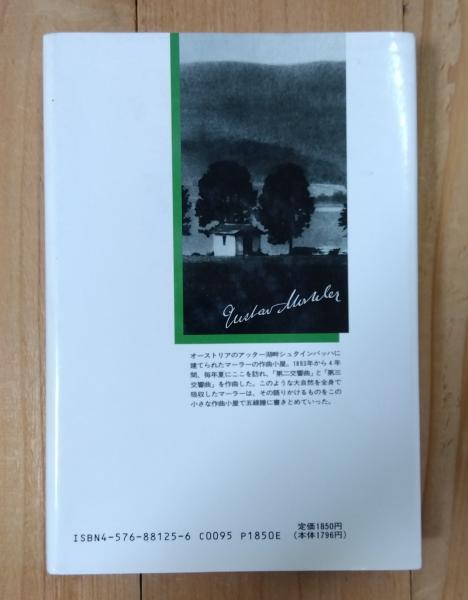 Gustav Mahler
オーストリアのアッター湖畔シュタインバッハに
建てられたマーラーの作曲小屋。1893年から4年
間、毎年夏にここを訪れ、「第二交響曲」と「第三
交響曲」を作曲した。このような大自然を全身で
吸収したマーラーは、その語りかけるものをこの
小さな作曲小屋で五線譜に書きとめていった。
ISBN4-576-88125-6 C0095 P1850E
定価1850円
(本体1796円)